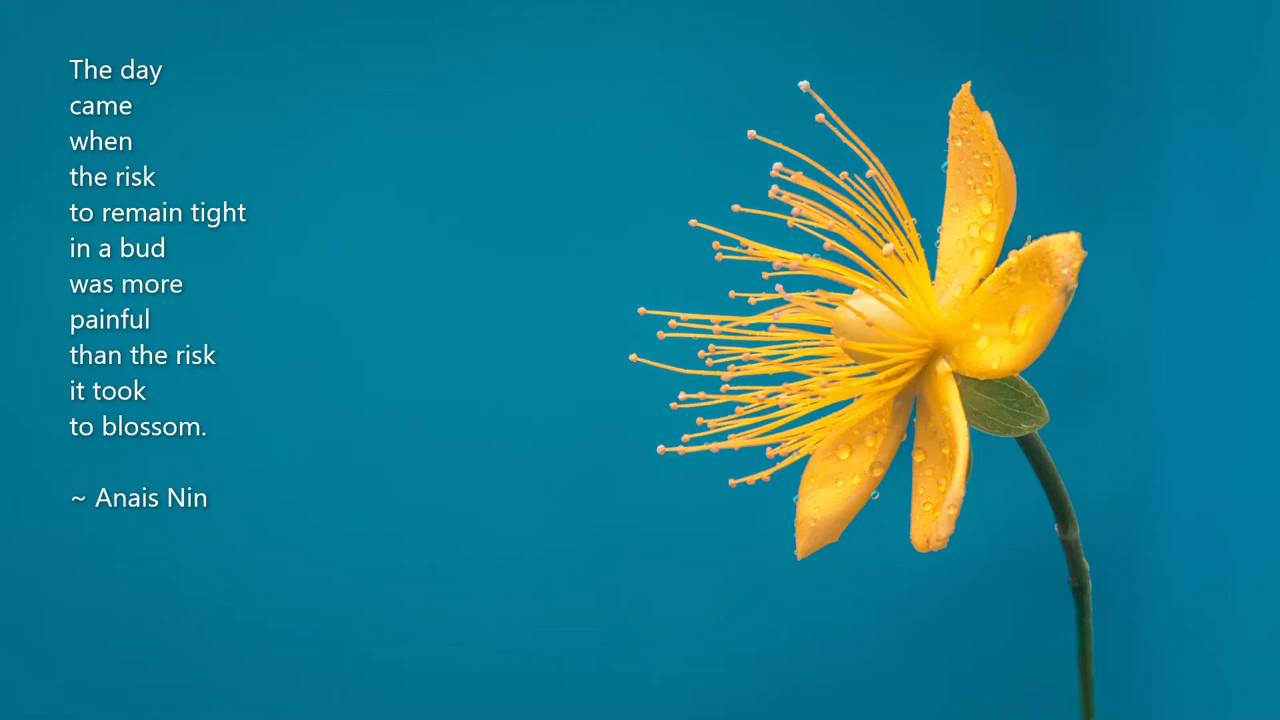 The day
came
when
the risk
to remain tight
in a bud
was more
painful
than the risk
it took
to blossom.
~ Anais Nin